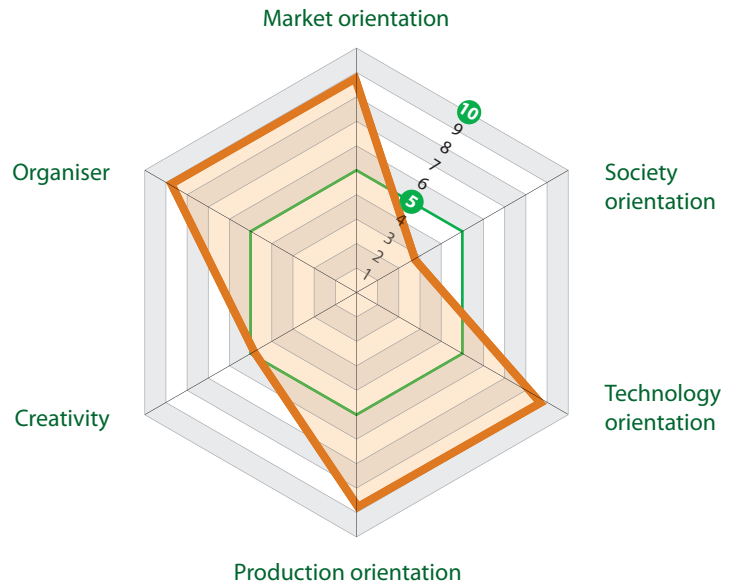 Market orientation
10
9
8
7
6
5
4
3
2
1
Organiser
Society
orientation
Creativity
Technology
orientation
Production orientation